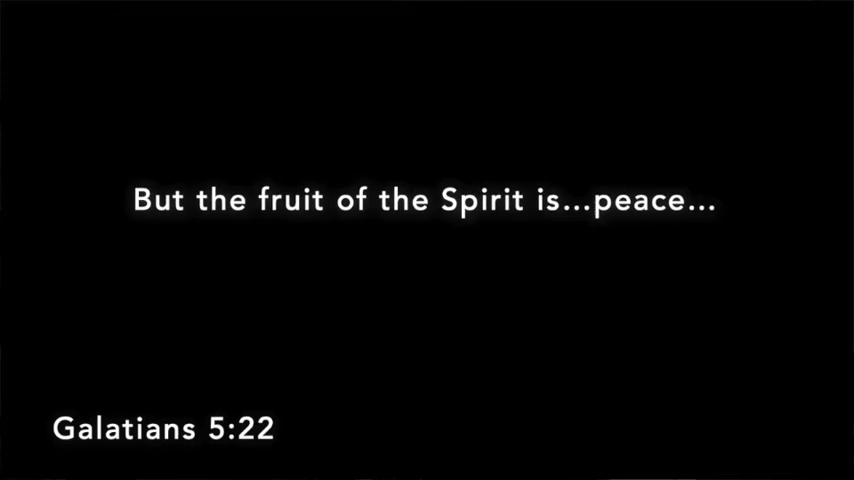 But the fruit of the Spirit is...peace...
Galatians 5:22